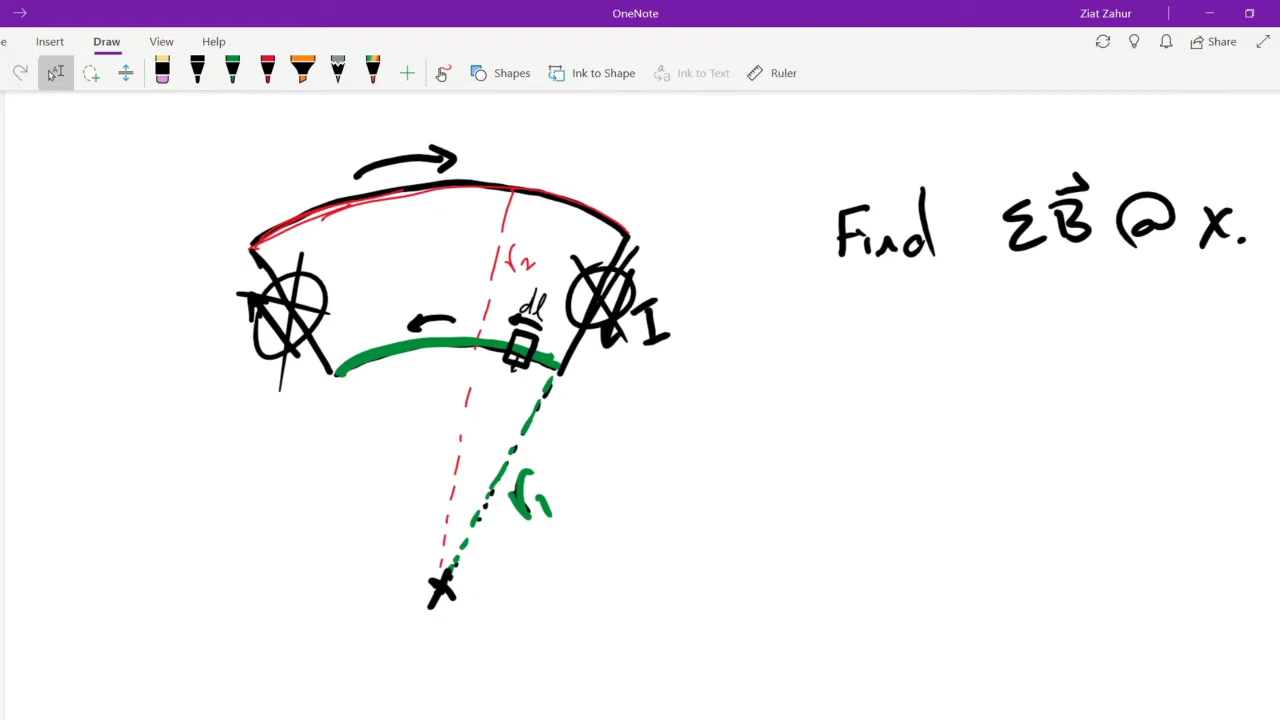 OneNote
Ziat Zahur
Insert Draw View Help
Share
Shapes Ink to Shape Ink to Text Ruler
Find ΣB⃗ @ x.
r₂
dl
I
r₁
x